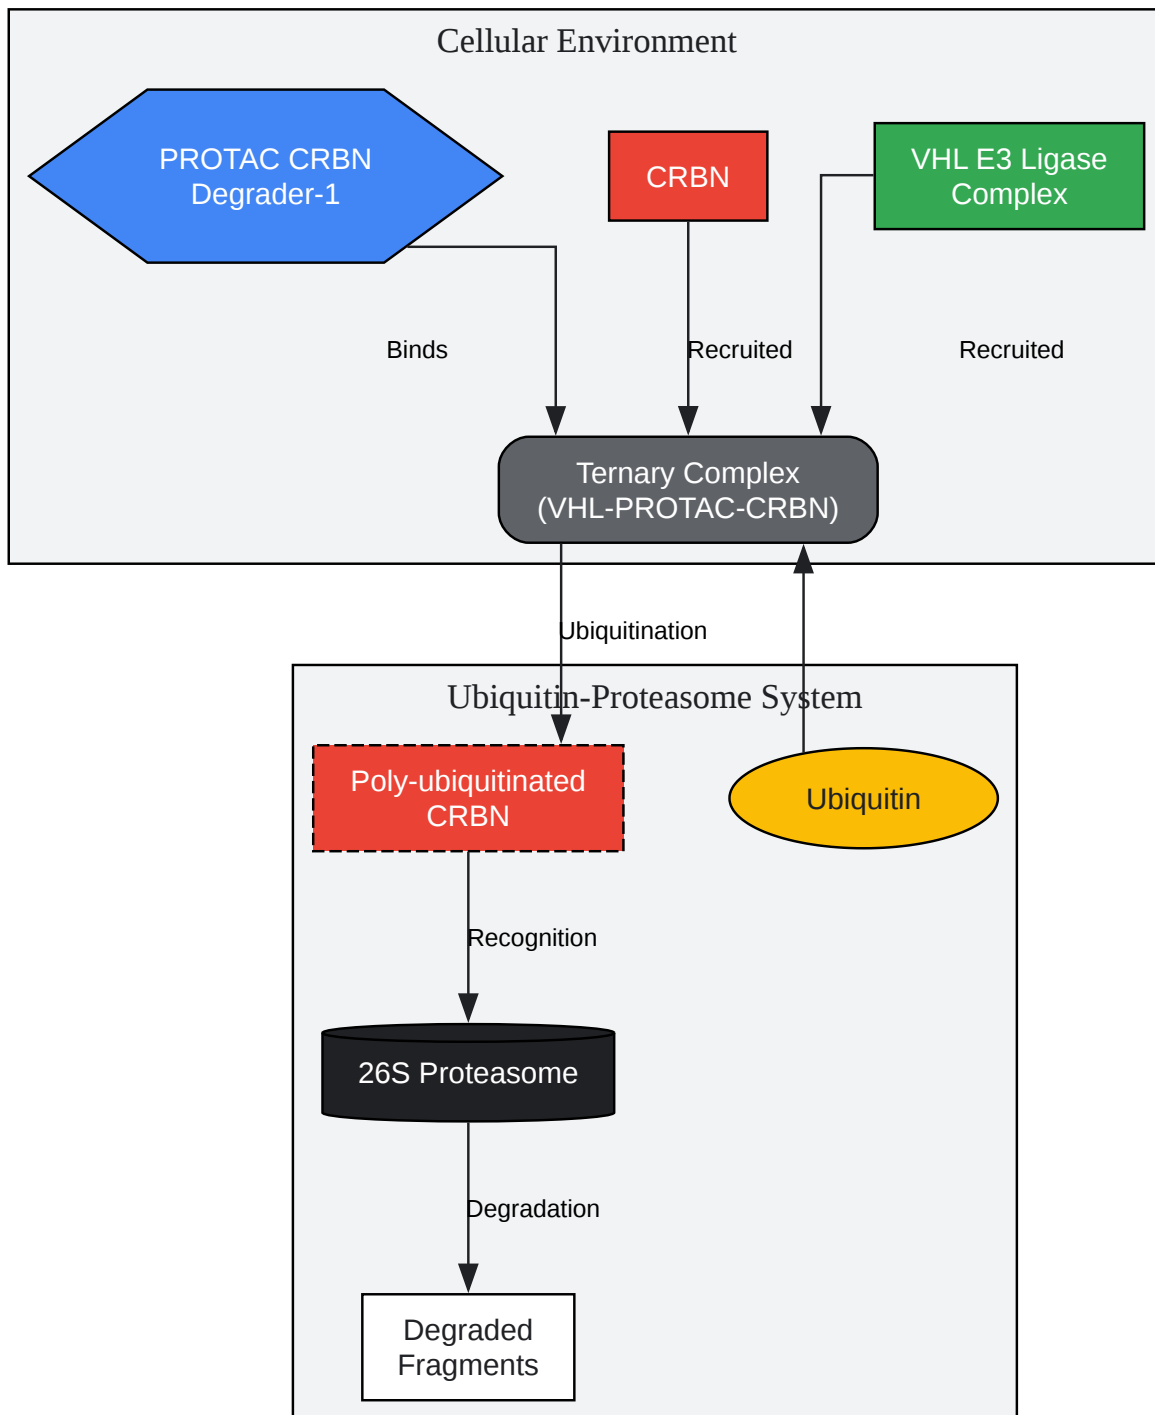 Cellular Environment
PROTAC CRBN
Degrader-1
CRBN
VHL E3 Ligase
Complex
Binds
Recruited
Recruited
Ternary Complex
(VHL-PROTAC-CRBN)
Ubiquitination
Ubiquitin-Proteasome System
Poly-ubiquitinated
CRBN
Ubiquitin
Recognition
26S Proteasome
Degradation
Degraded
Fragments